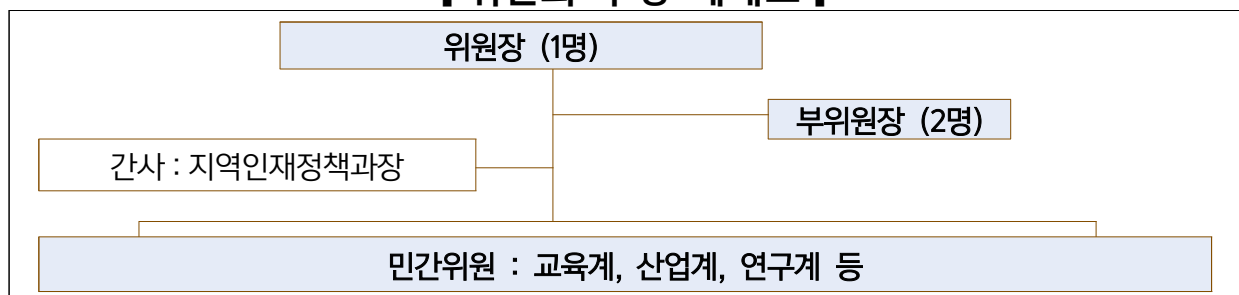 위원장 (1명)
부위원장 (2명)
간사 : 지역인재정책과장
민간위원 : 교육계, 산업계, 연구계 등